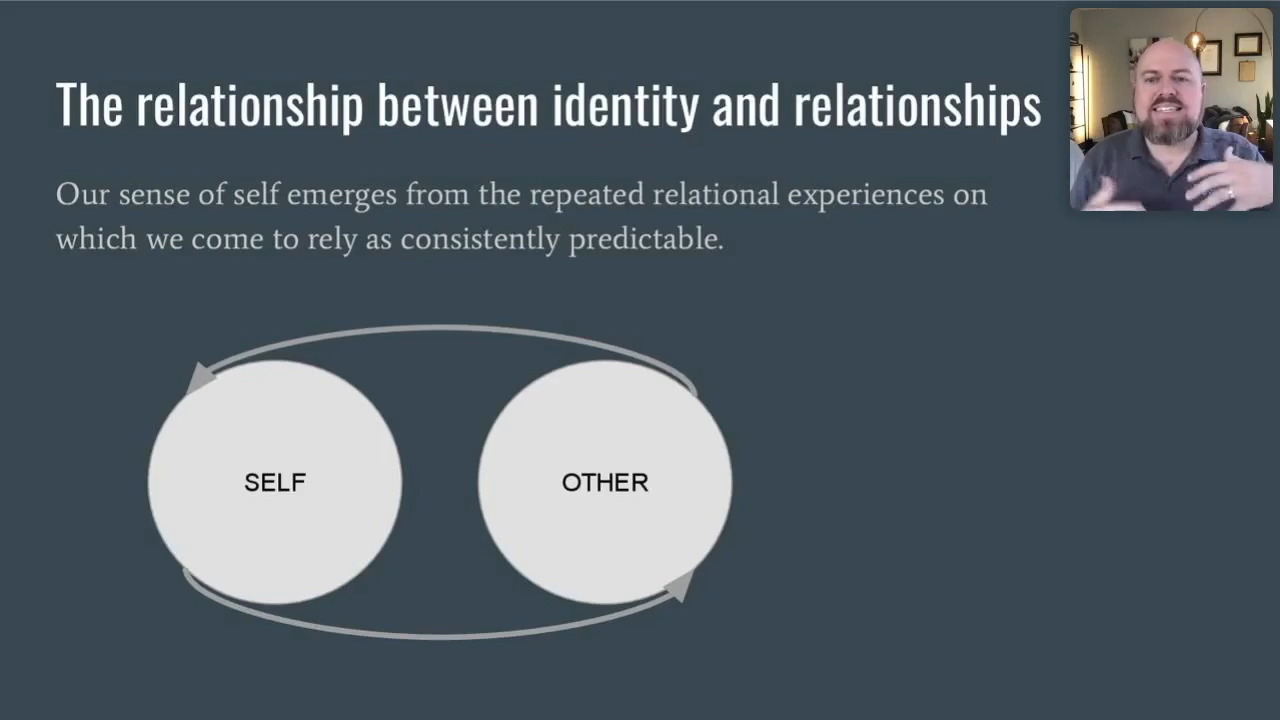 The relationship between identity and relationships
Our sense of self emerges from the repeated relational experiences on
which we come to rely as consistently predictable.
SELF
OTHER